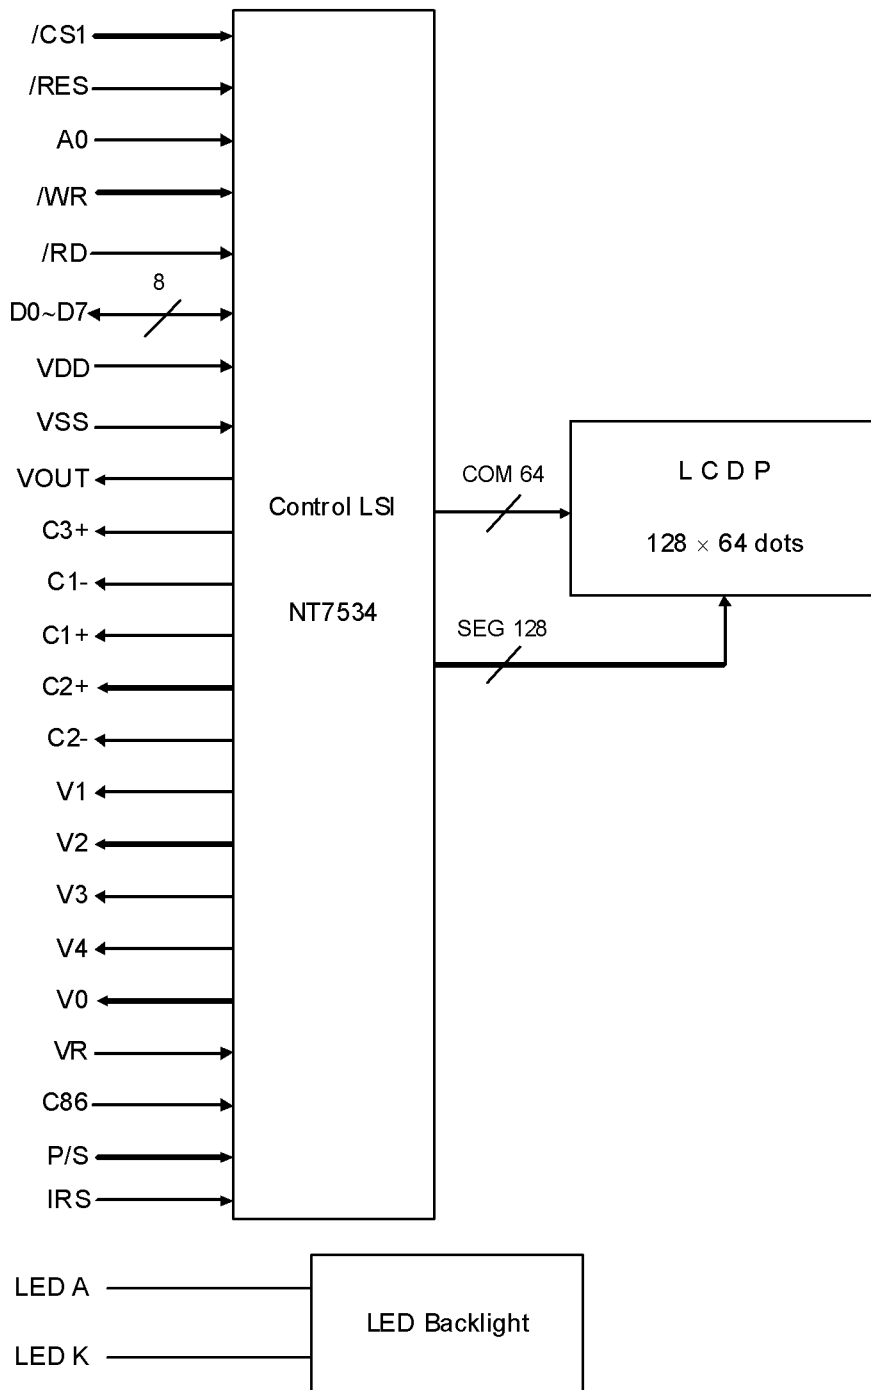 /CS1
/RES
A0
/WR
/RD
8
D0~D7
VDD
VSS
VOUT
C3+
C1-
C1+
C2+
C2-
V1
V2
V3
V4
V0
VR
C86
P/S
IRS
Control LSI
NT7534
COM 64
SEG 128
L C D P
128 × 64 dots
LED A
LED K
LED Backlight